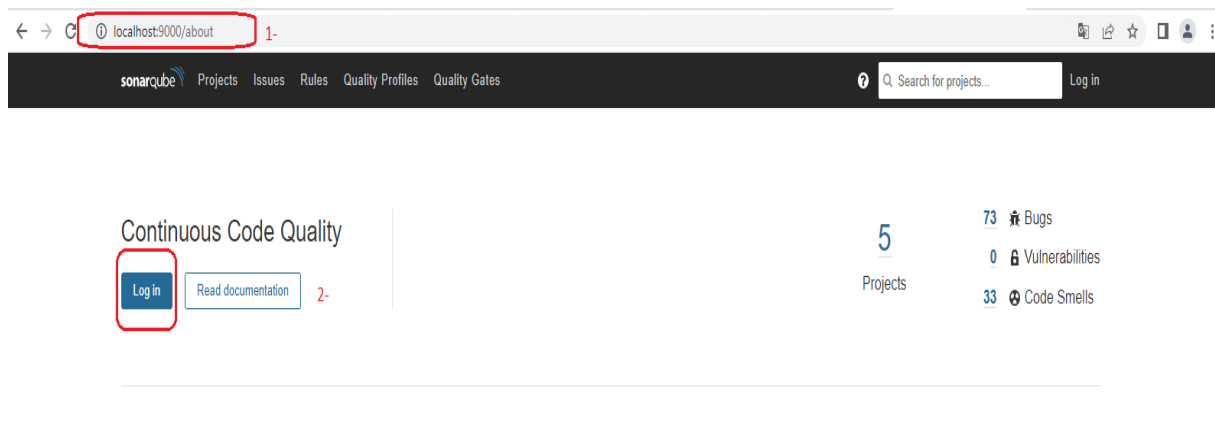 localhost:9000/about 1-
sonarqube Projects Issues Rules Quality Profiles Quality Gates ? Search for projects... Log in
Continuous Code Quality
Log in Read documentation 2-
5
Projects
73 Bugs
0 Vulnerabilities
33 Code Smells